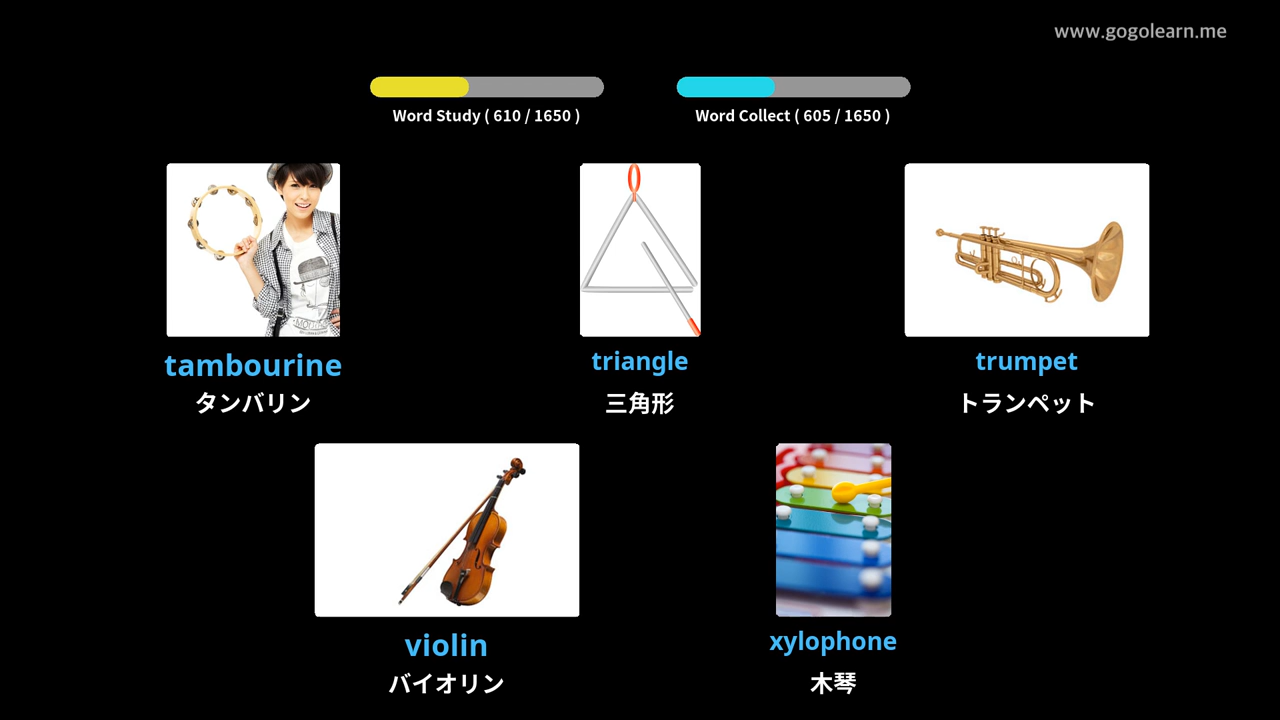 www.gogolearn.me
Word Study ( 610 / 1650 )
Word Collect ( 605 / 1650 )
tambourine
タンバリン
triangle
三角形
trumpet
トランペット
violin
バイオリン
xylophone
木琴